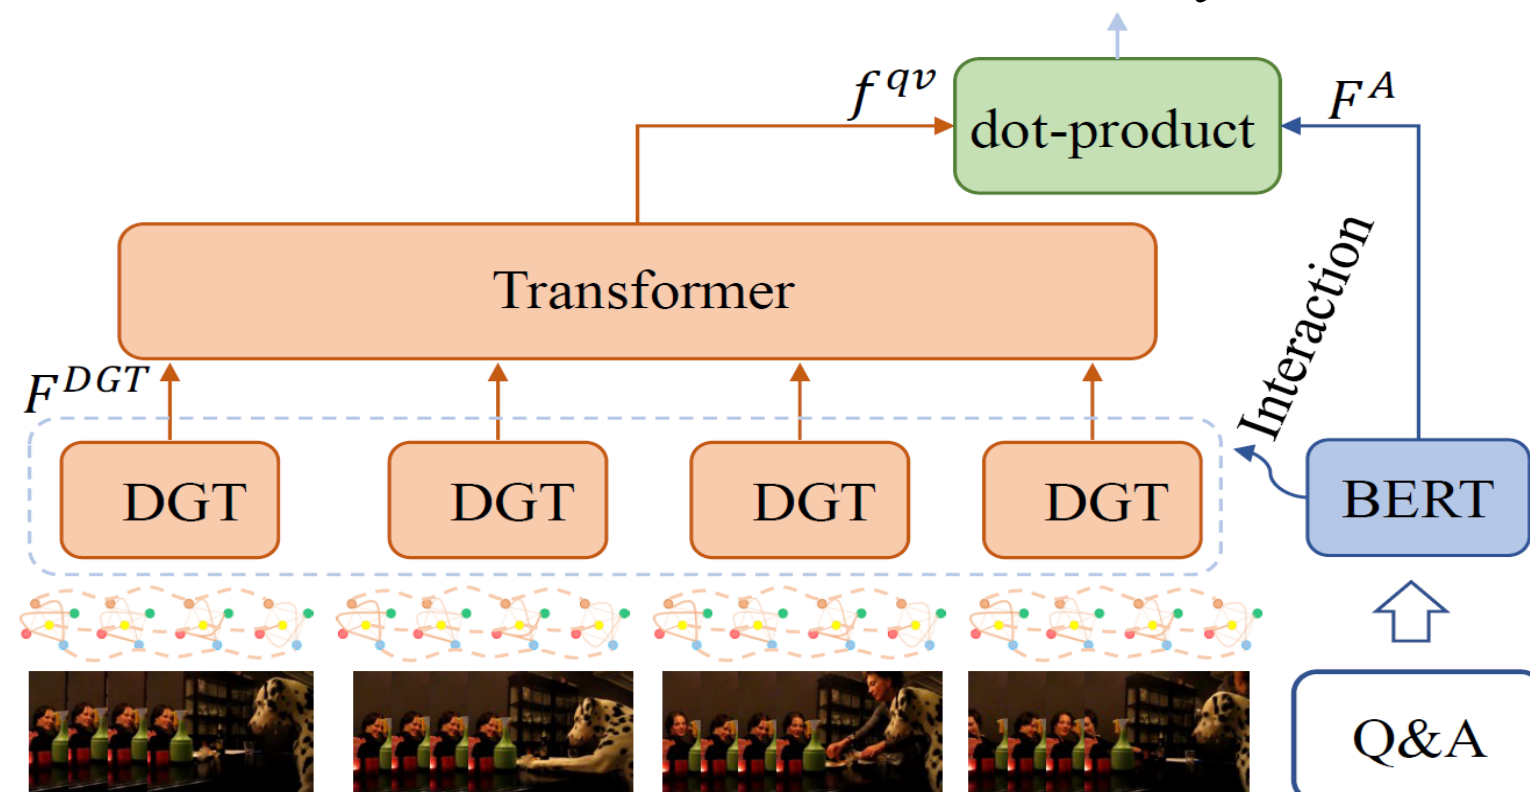 f^{qv}
F^{A}
dot-product
Transformer
Interaction
F^{DGT}
DGT
DGT
DGT
DGT
BERT
Q&A